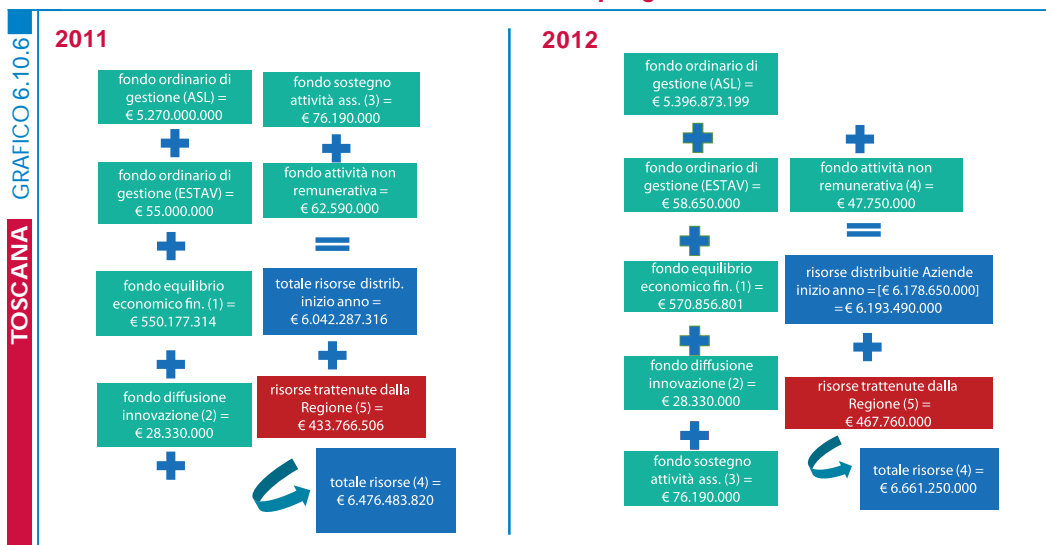 GRAFICO 6.10.6
TOSCANA
2011
fondo ordinario di
gestione (ASL) =
€ 5.270.000.000
fondo ordinario di
gestione (ESTAV) =
€ 55.000.000
fondo equilibrio
economico fin. (1) =
€ 550.177.314
fondo diffusione
innovazione (2) =
€ 28.330.000
fondo sostegno
attività ass. (3) =
€ 76.190.000
fondo attività non
remunerativa =
€ 62.590.000
totale risorse distrib.
inizio anno =
€ 6.042.287.316
risorse trattenute dalla
Regione (5) =
€ 433.766.506
totale risorse (4) =
€ 6.476.483.820
2012
fondo ordinario di
gestione (ASL) =
€ 5.396.873.199
fondo ordinario di
gestione (ESTAV) =
€ 58.650.000
fondo equilibrio
economico fin. (1) =
€ 570.856.801
fondo diffusione
innovazione (2) =
€ 28.330.000
fondo sostegno
attività ass. (3) =
€ 76.190.000
fondo attività non
remunerativa (4) =
€ 47.750.000
risorse distribuitie Aziende
inizio anno = [€ 6.178.650.000]
= € 6.193.490.000
risorse trattenute dalla
Regione (5) =
€ 467.760.000
totale risorse (4) =
€ 6.661.250.000